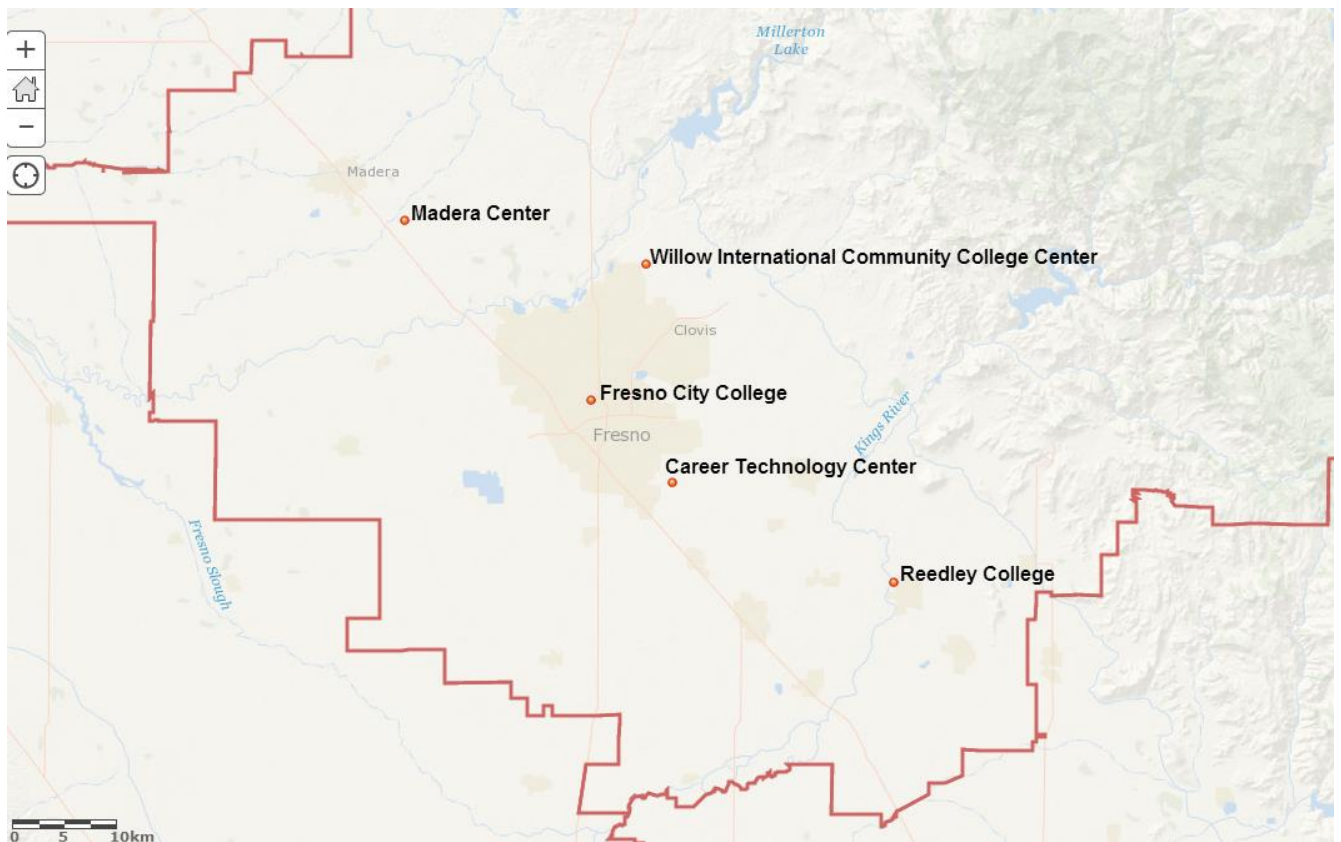 Millerton
Lake
+
−
Madera
Madera Center
Willow International Community College Center
Clovis
Fresno City College
Kings River
Fresno
Career Technology Center
Fresno Slough
Reedley College
0 5 10km